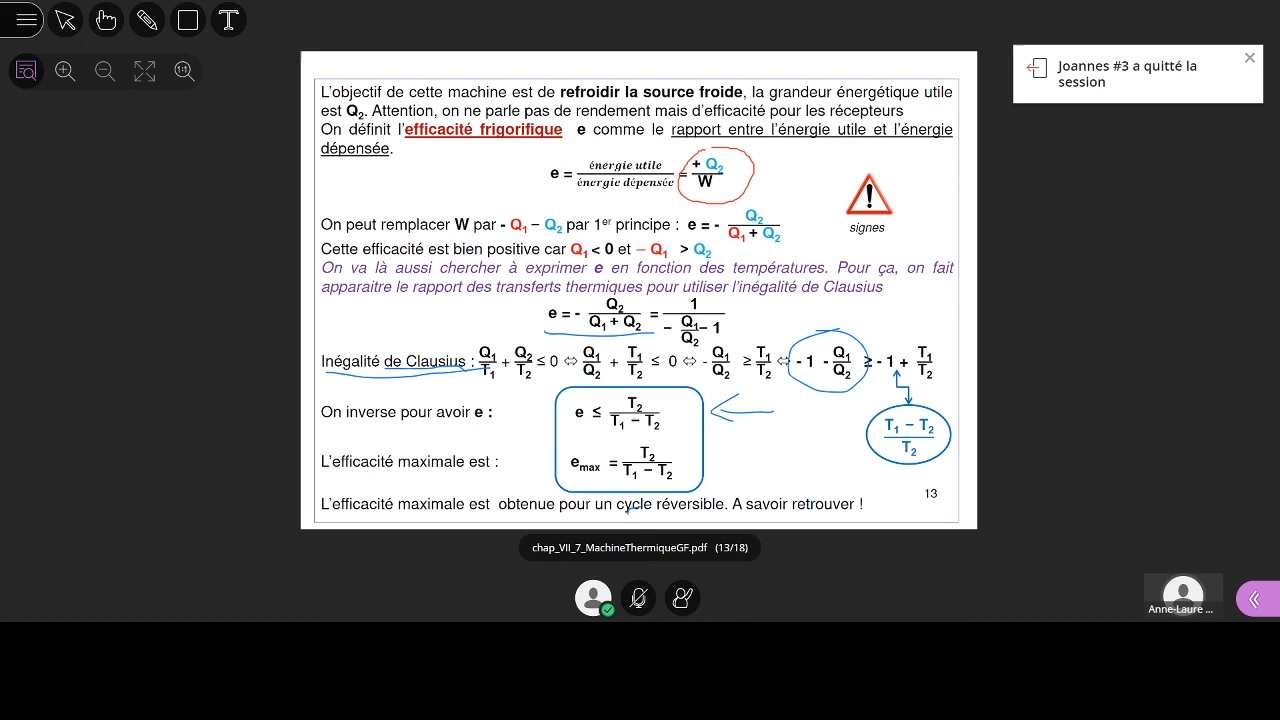 T
1:1
Joannes #3 a quitté la
session
L'objectif de cette machine est de refroidir la source froide, la grandeur énergétique utile
est Q₂. Attention, on ne parle pas de rendement mais d'efficacité pour les récepteurs
On définit l'efficacité frigorifique e comme le rapport entre l'énergie utile et l'énergie
dépensée.
e = énergie utile / énergie dépensée = + Q₂ / W
signes
On peut remplacer W par - Q₁ – Q₂ par 1er principe : e = - Q₂ / (Q₁ + Q₂)
Cette efficacité est bien positive car Q₁ < 0 et – Q₁ > Q₂
On va là aussi chercher à exprimer e en fonction des températures. Pour ça, on fait
apparaitre le rapport des transferts thermiques pour utiliser l'inégalité de Clausius
e = - Q₂ / (Q₁ + Q₂) = 1 / (– Q₁/Q₂ – 1)
Inégalité de Clausius : Q₁/T₁ + Q₂/T₂ ≤ 0 ⇔ Q₁/Q₂ + T₁/T₂ ≤ 0 ⇔ - Q₁/Q₂ ≥ T₁/T₂ ⇔ - 1 - Q₁/Q₂ ≥ - 1 + T₁/T₂
On inverse pour avoir e : e ≤ T₂ / (T₁ – T₂)
(T₁ – T₂) / T₂
L'efficacité maximale est : emax = T₂ / (T₁ – T₂)
13
L'efficacité maximale est obtenue pour un cycle réversible. A savoir retrouver !
chap_VII_7_MachineThermiqueGF.pdf (13/18)
Anne-Laure ...